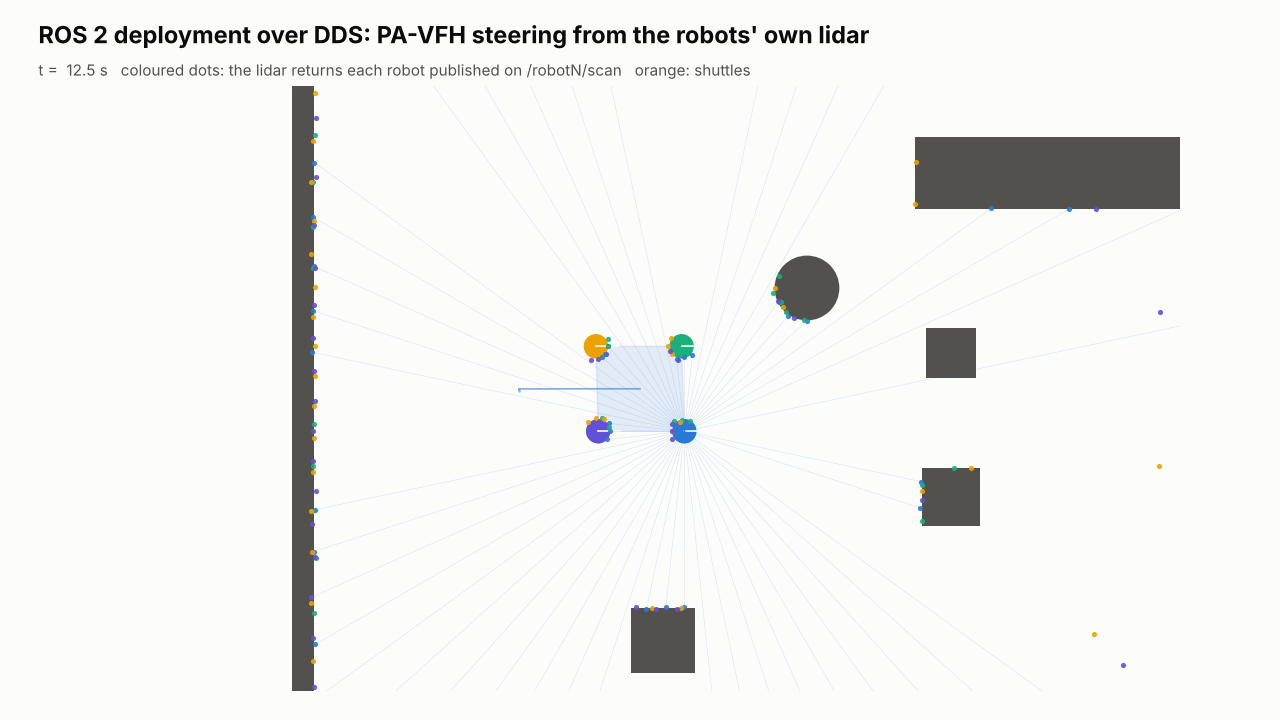 ROS 2 deployment over DDS: PA-VFH steering from the robots' own lidar
t =  12.5 s   coloured dots: the lidar returns each robot published on /robotN/scan   orange: shuttles